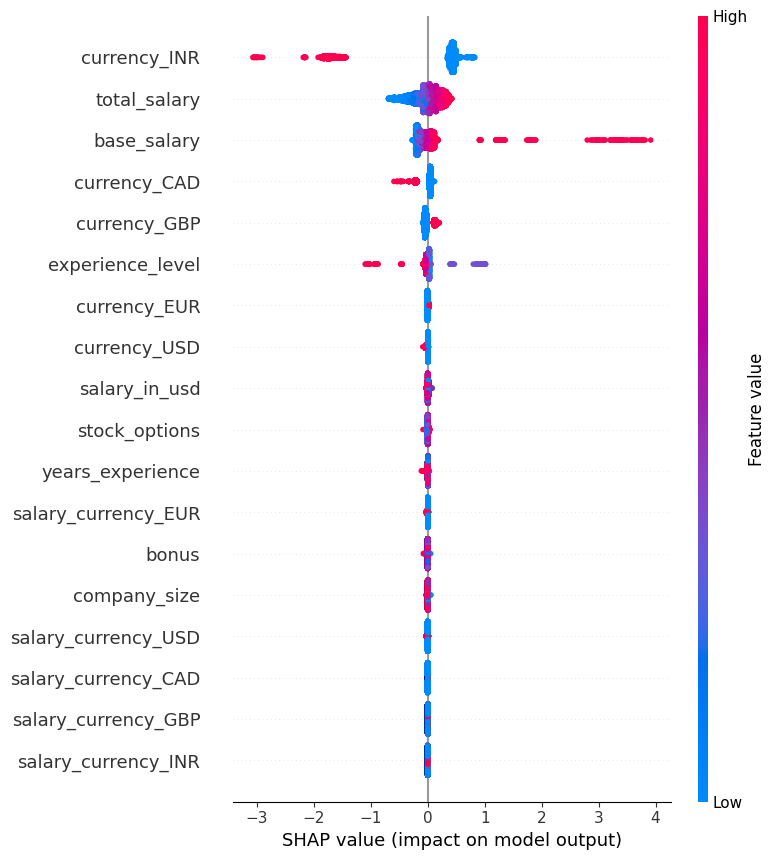 High
currency_INR
total_salary
base_salary
currency_CAD
currency_GBP
experience_level
currency_EUR
currency_USD
salary_in_usd
stock_options
years_experience
salary_currency_EUR
bonus
company_size
salary_currency_USD
salary_currency_CAD
salary_currency_GBP
salary_currency_INR
Feature value
Low
−3 −2 −1 0 1 2 3 4
SHAP value (impact on model output)